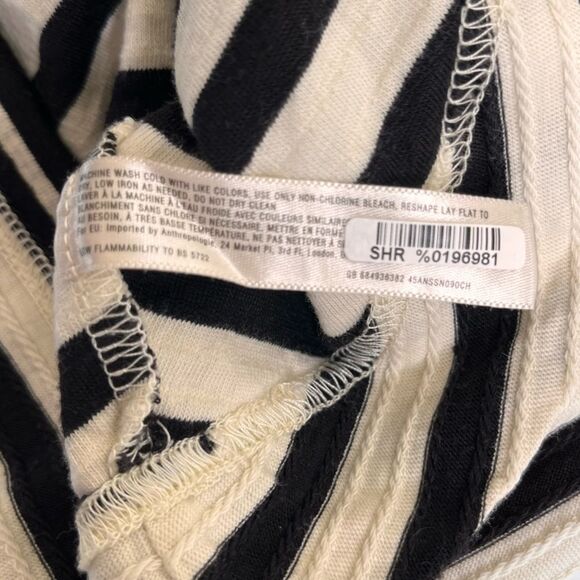 MACHINE WASH COLD WITH LIKE COLORS, USE ONLY NON-CHLORINE BLEACH, RESHAPE LAY FLAT TO
DRY, LOW IRON AS NEEDED, DO NOT DRY CLEAN
LAVER À LA MACHINE À L'EAU FROIDE AVEC COULEURS SIMILAIRE
BLANCHIMENT SANS CHLORE SI NÉCESSAIRE, METTRE EN FORME
SI BESOIN, À TRÈS BASSE TEMPÉRATURE, NE PAS NETTOYER À S
For EU: Imported by Anthropologie, 24 Market Pl, 3rd Fl, London,
LOW FLAMMABILITY TO BS 5722
SHR %0196981
GB 684936382 45ANSSN090CH